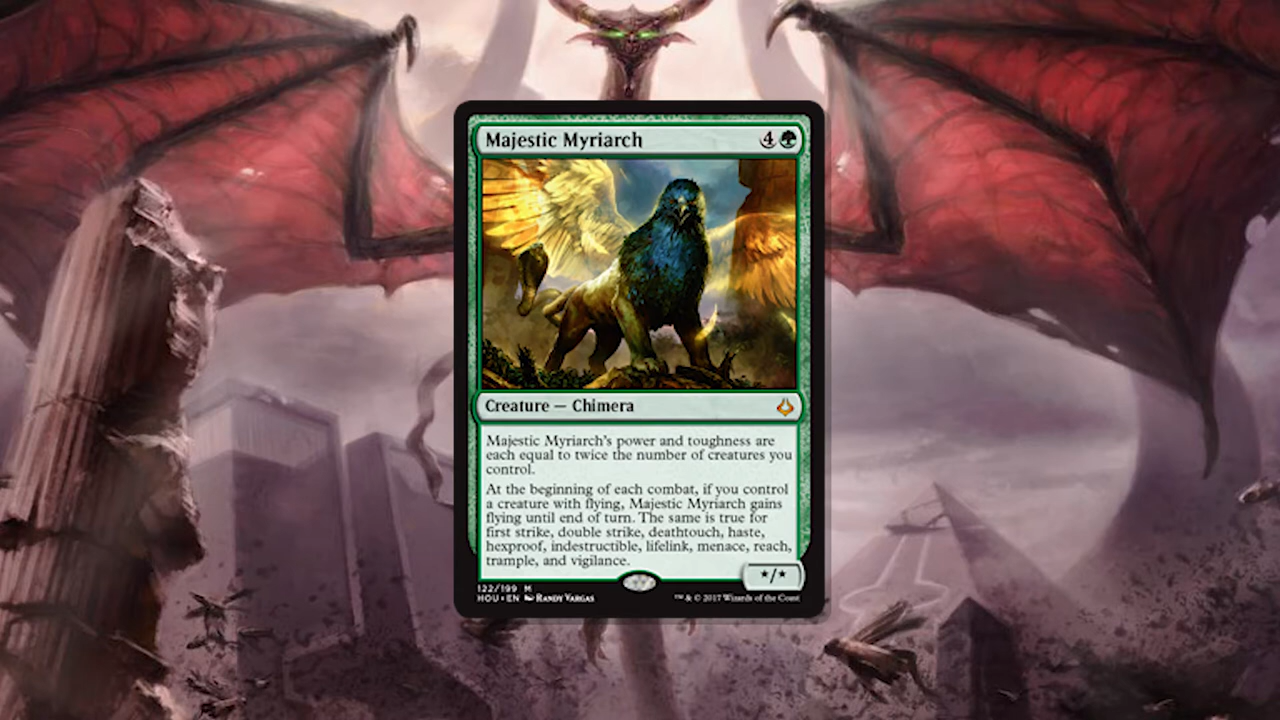 Majestic Myriarch 4
Creature — Chimera
Majestic Myriarch's power and toughness are
each equal to twice the number of creatures you
control.
At the beginning of each combat, if you control
a creature with flying, Majestic Myriarch gains
flying until end of turn. The same is true for
first strike, double strike, deathtouch, haste,
hexproof, indestructible, lifelink, menace, reach,
trample, and vigilance.
*/*
122/199 M
HOU • EN Randy Vargas
™ & © 2017 Wizards of the Coast